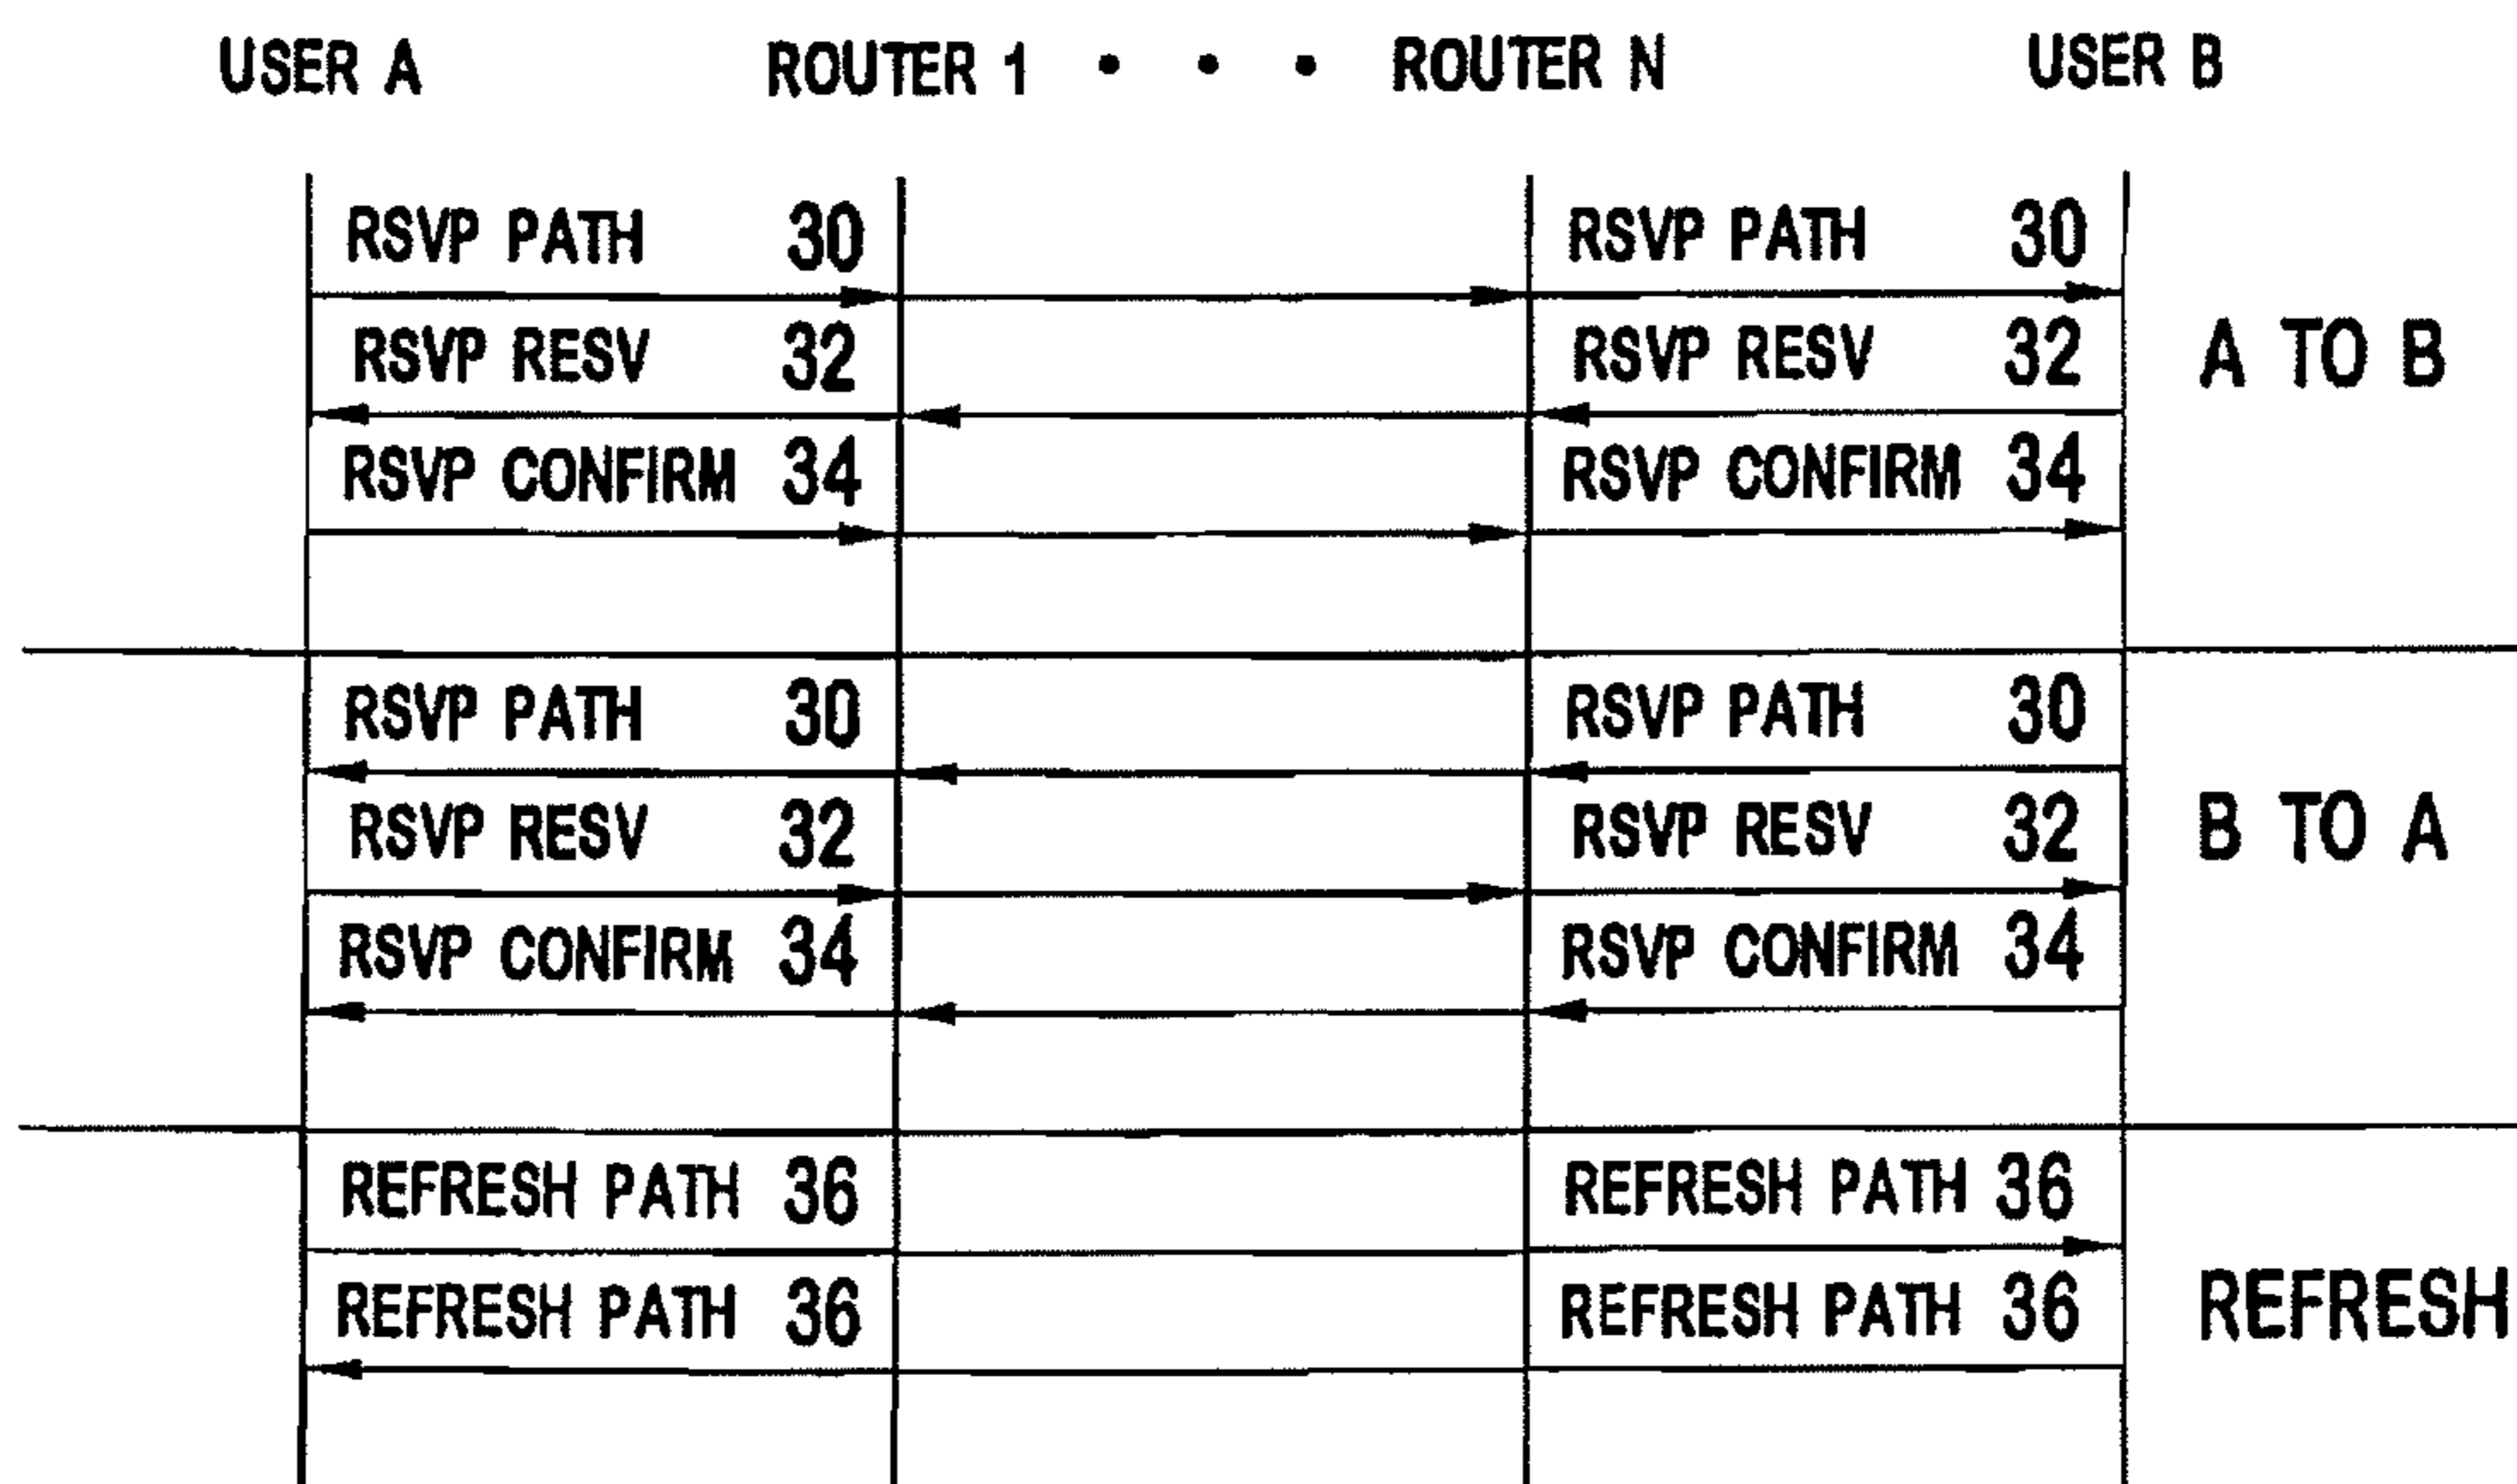 USER A ROUTER 1 • • • ROUTER N USER B
RSVP PATH 30 RSVP PATH 30
RSVP RESV 32 RSVP RESV 32 A TO B
RSVP CONFIRM 34 RSVP CONFIRM 34
RSVP PATH 30 RSVP PATH 30
RSVP RESV 32 RSVP RESV 32 B TO A
RSVP CONFIRM 34 RSVP CONFIRM 34
REFRESH PATH 36 REFRESH PATH 36
REFRESH PATH 36 REFRESH PATH 36 REFRESH